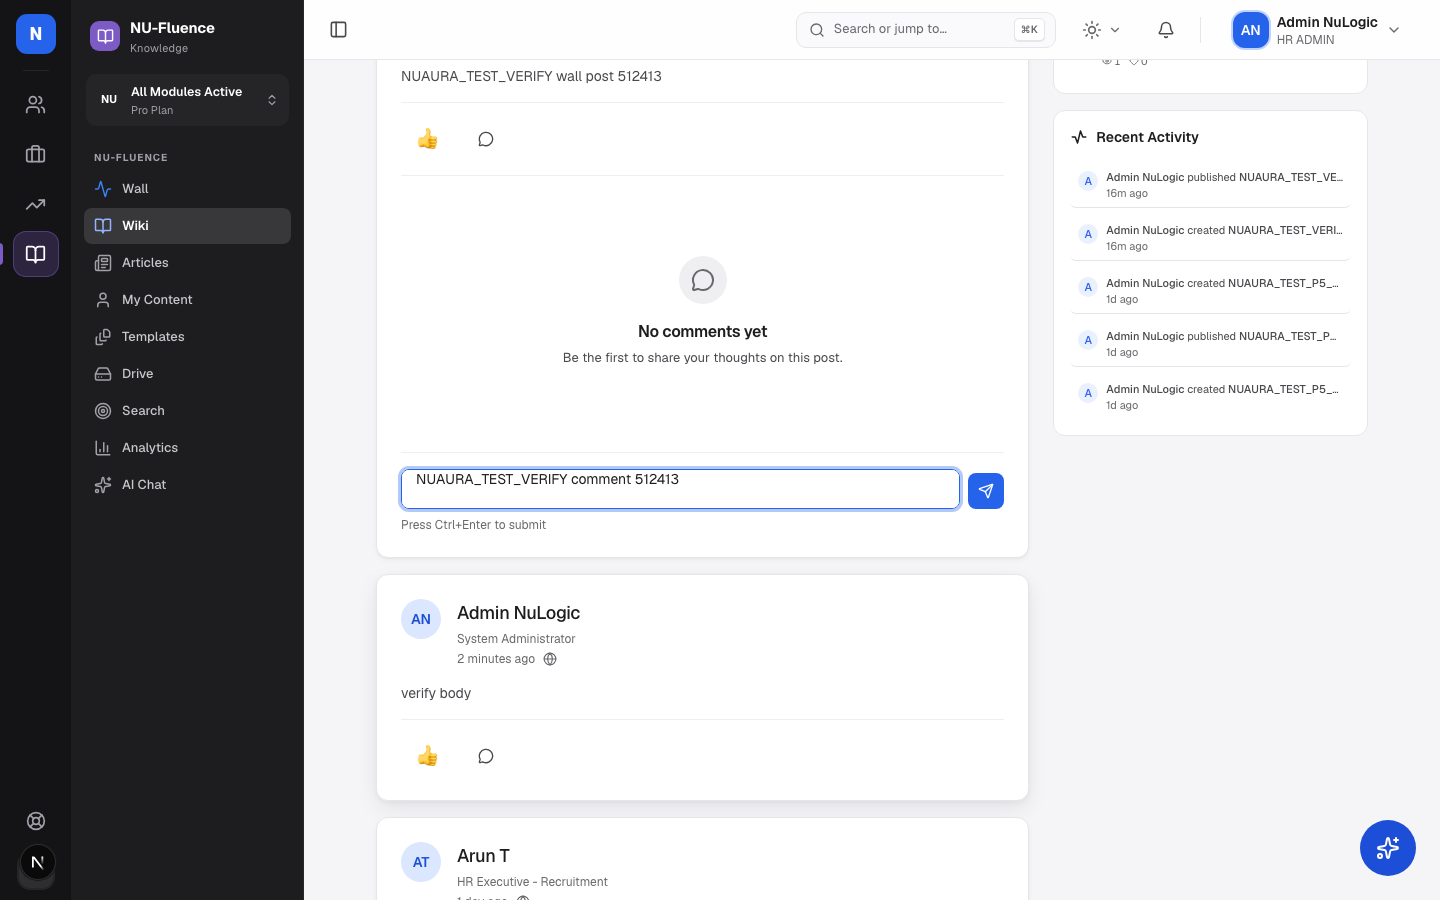 N
NU-Fluence
Knowledge
NU
All Modules Active
Pro Plan
NU-FLUENCE
Wall
Wiki
Articles
My Content
Templates
Drive
Search
Analytics
AI Chat
N
Search or jump to...
⌘K
AN
Admin NuLogic
HR ADMIN
NUAURA_TEST_VERIFY wall post 512413
No comments yet
Be the first to share your thoughts on this post.
NUAURA_TEST_VERIFY comment 512413
Press Ctrl+Enter to submit
AN
Admin NuLogic
System Administrator
2 minutes ago
verify body
AT
Arun T
HR Executive - Recruitment
1 day ago
1 0
Recent Activity
A
Admin NuLogic published NUAURA_TEST_VE...
16m ago
A
Admin NuLogic created NUAURA_TEST_VERI...
16m ago
A
Admin NuLogic created NUAURA_TEST_P5_...
1d ago
A
Admin NuLogic published NUAURA_TEST_P...
1d ago
A
Admin NuLogic created NUAURA_TEST_P5_...
1d ago